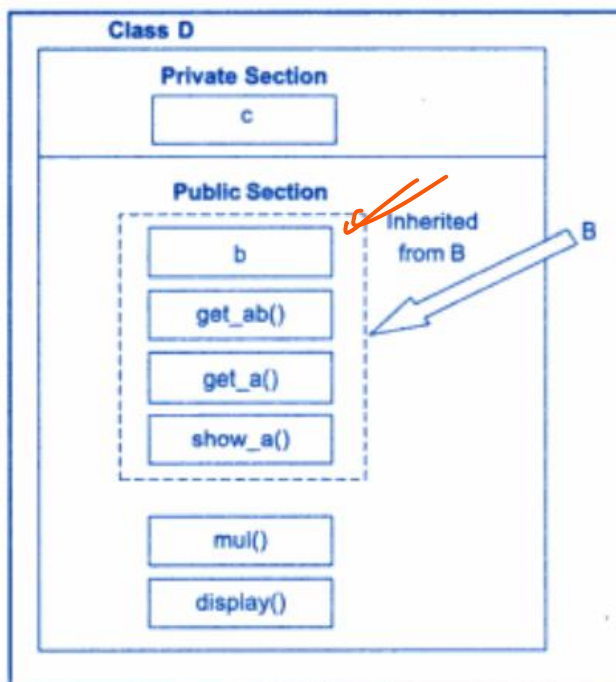 Class D
Private Section
c
Public Section
Inherited
from B
B
b
get_ab()
get_a()
show_a()
mul()
display()